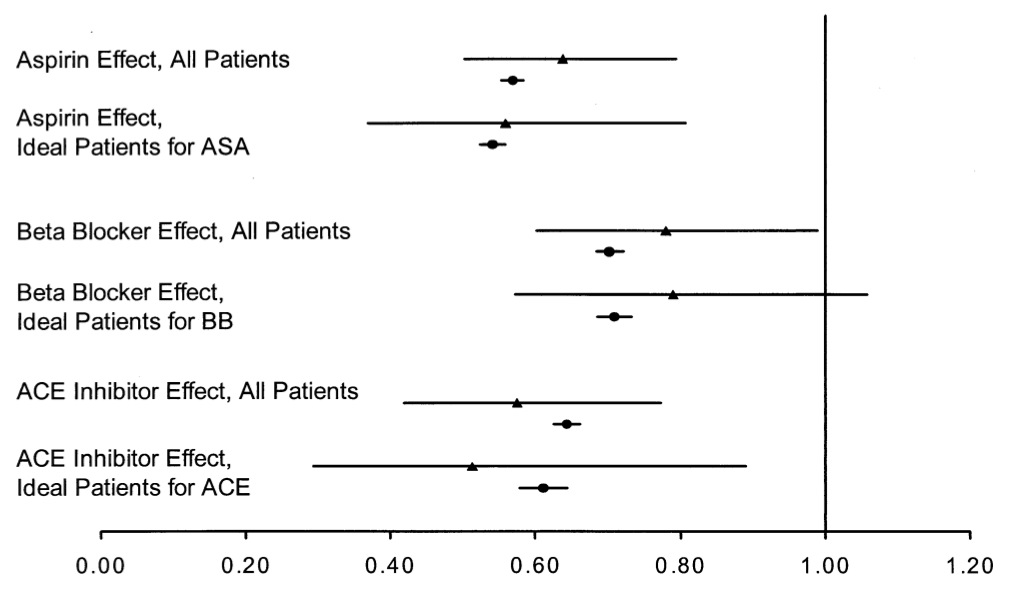 Aspirin Effect, All Patients
Aspirin Effect,
Ideal Patients for ASA
Beta Blocker Effect, All Patients
Beta Blocker Effect,
Ideal Patients for BB
ACE Inhibitor Effect, All Patients
ACE Inhibitor Effect,
Ideal Patients for ACE
0.00 0.20 0.40 0.60 0.80 1.00 1.20